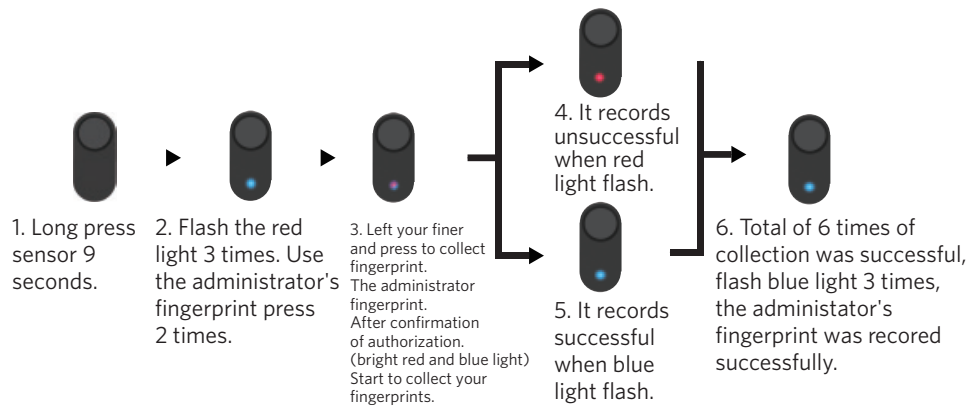 1. Long press
sensor 9
seconds.
2. Flash the red
light 3 times. Use
the administrator's
fingerprint press
2 times.
3. Left your finer
and press to collect
fingerprint.
The administrator
fingerprint.
After confirmation
of authorization.
(bright red and blue light)
Start to collect your
fingerprints.
4. It records
unsuccessful
when red
light flash.
5. It records
successful
when blue
light flash.
6. Total of 6 times of
collection was successful,
flash blue light 3 times,
the administator's
fingerprint was recored
successfully.